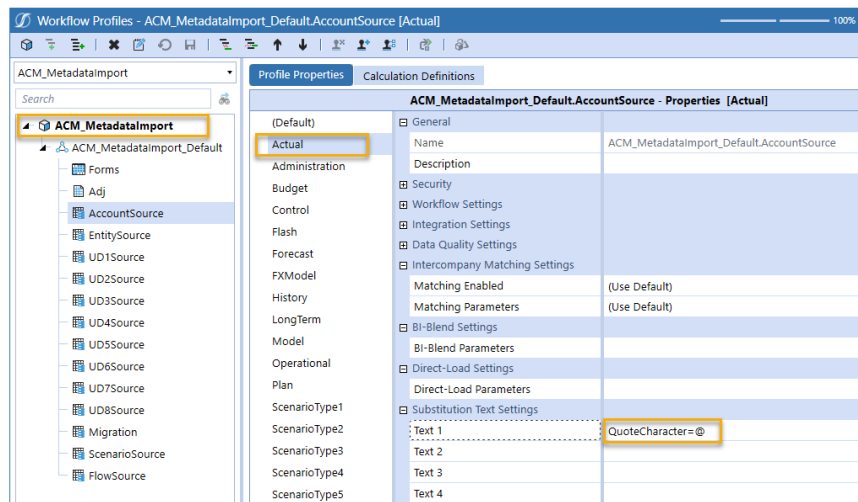 Workflow Profiles - ACM_MetadataImport_Default.AccountSource [Actual]
100%
ACM_MetadataImport
Search
ACM_MetadataImport
ACM_MetadataImport_Default
Forms
Adj
AccountSource
EntitySource
UD1Source
UD2Source
UD3Source
UD4Source
UD5Source
UD6Source
UD7Source
UD8Source
Migration
ScenarioSource
FlowSource
Profile Properties Calculation Definitions
ACM_MetadataImport_Default.AccountSource - Properties [Actual]
(Default)
Actual
Administration
Budget
Control
Flash
Forecast
FXModel
History
LongTerm
Model
Operational
Plan
ScenarioType1
ScenarioType2
ScenarioType3
ScenarioType4
ScenarioType5
General
Name ACM_MetadataImport_Default.AccountSource
Description
Security
Workflow Settings
Integration Settings
Data Quality Settings
Intercompany Matching Settings
Matching Enabled (Use Default)
Matching Parameters (Use Default)
BI-Blend Settings
BI-Blend Parameters
Direct-Load Settings
Direct-Load Parameters
Substitution Text Settings
Text 1 QuoteCharacter=@
Text 2
Text 3
Text 4